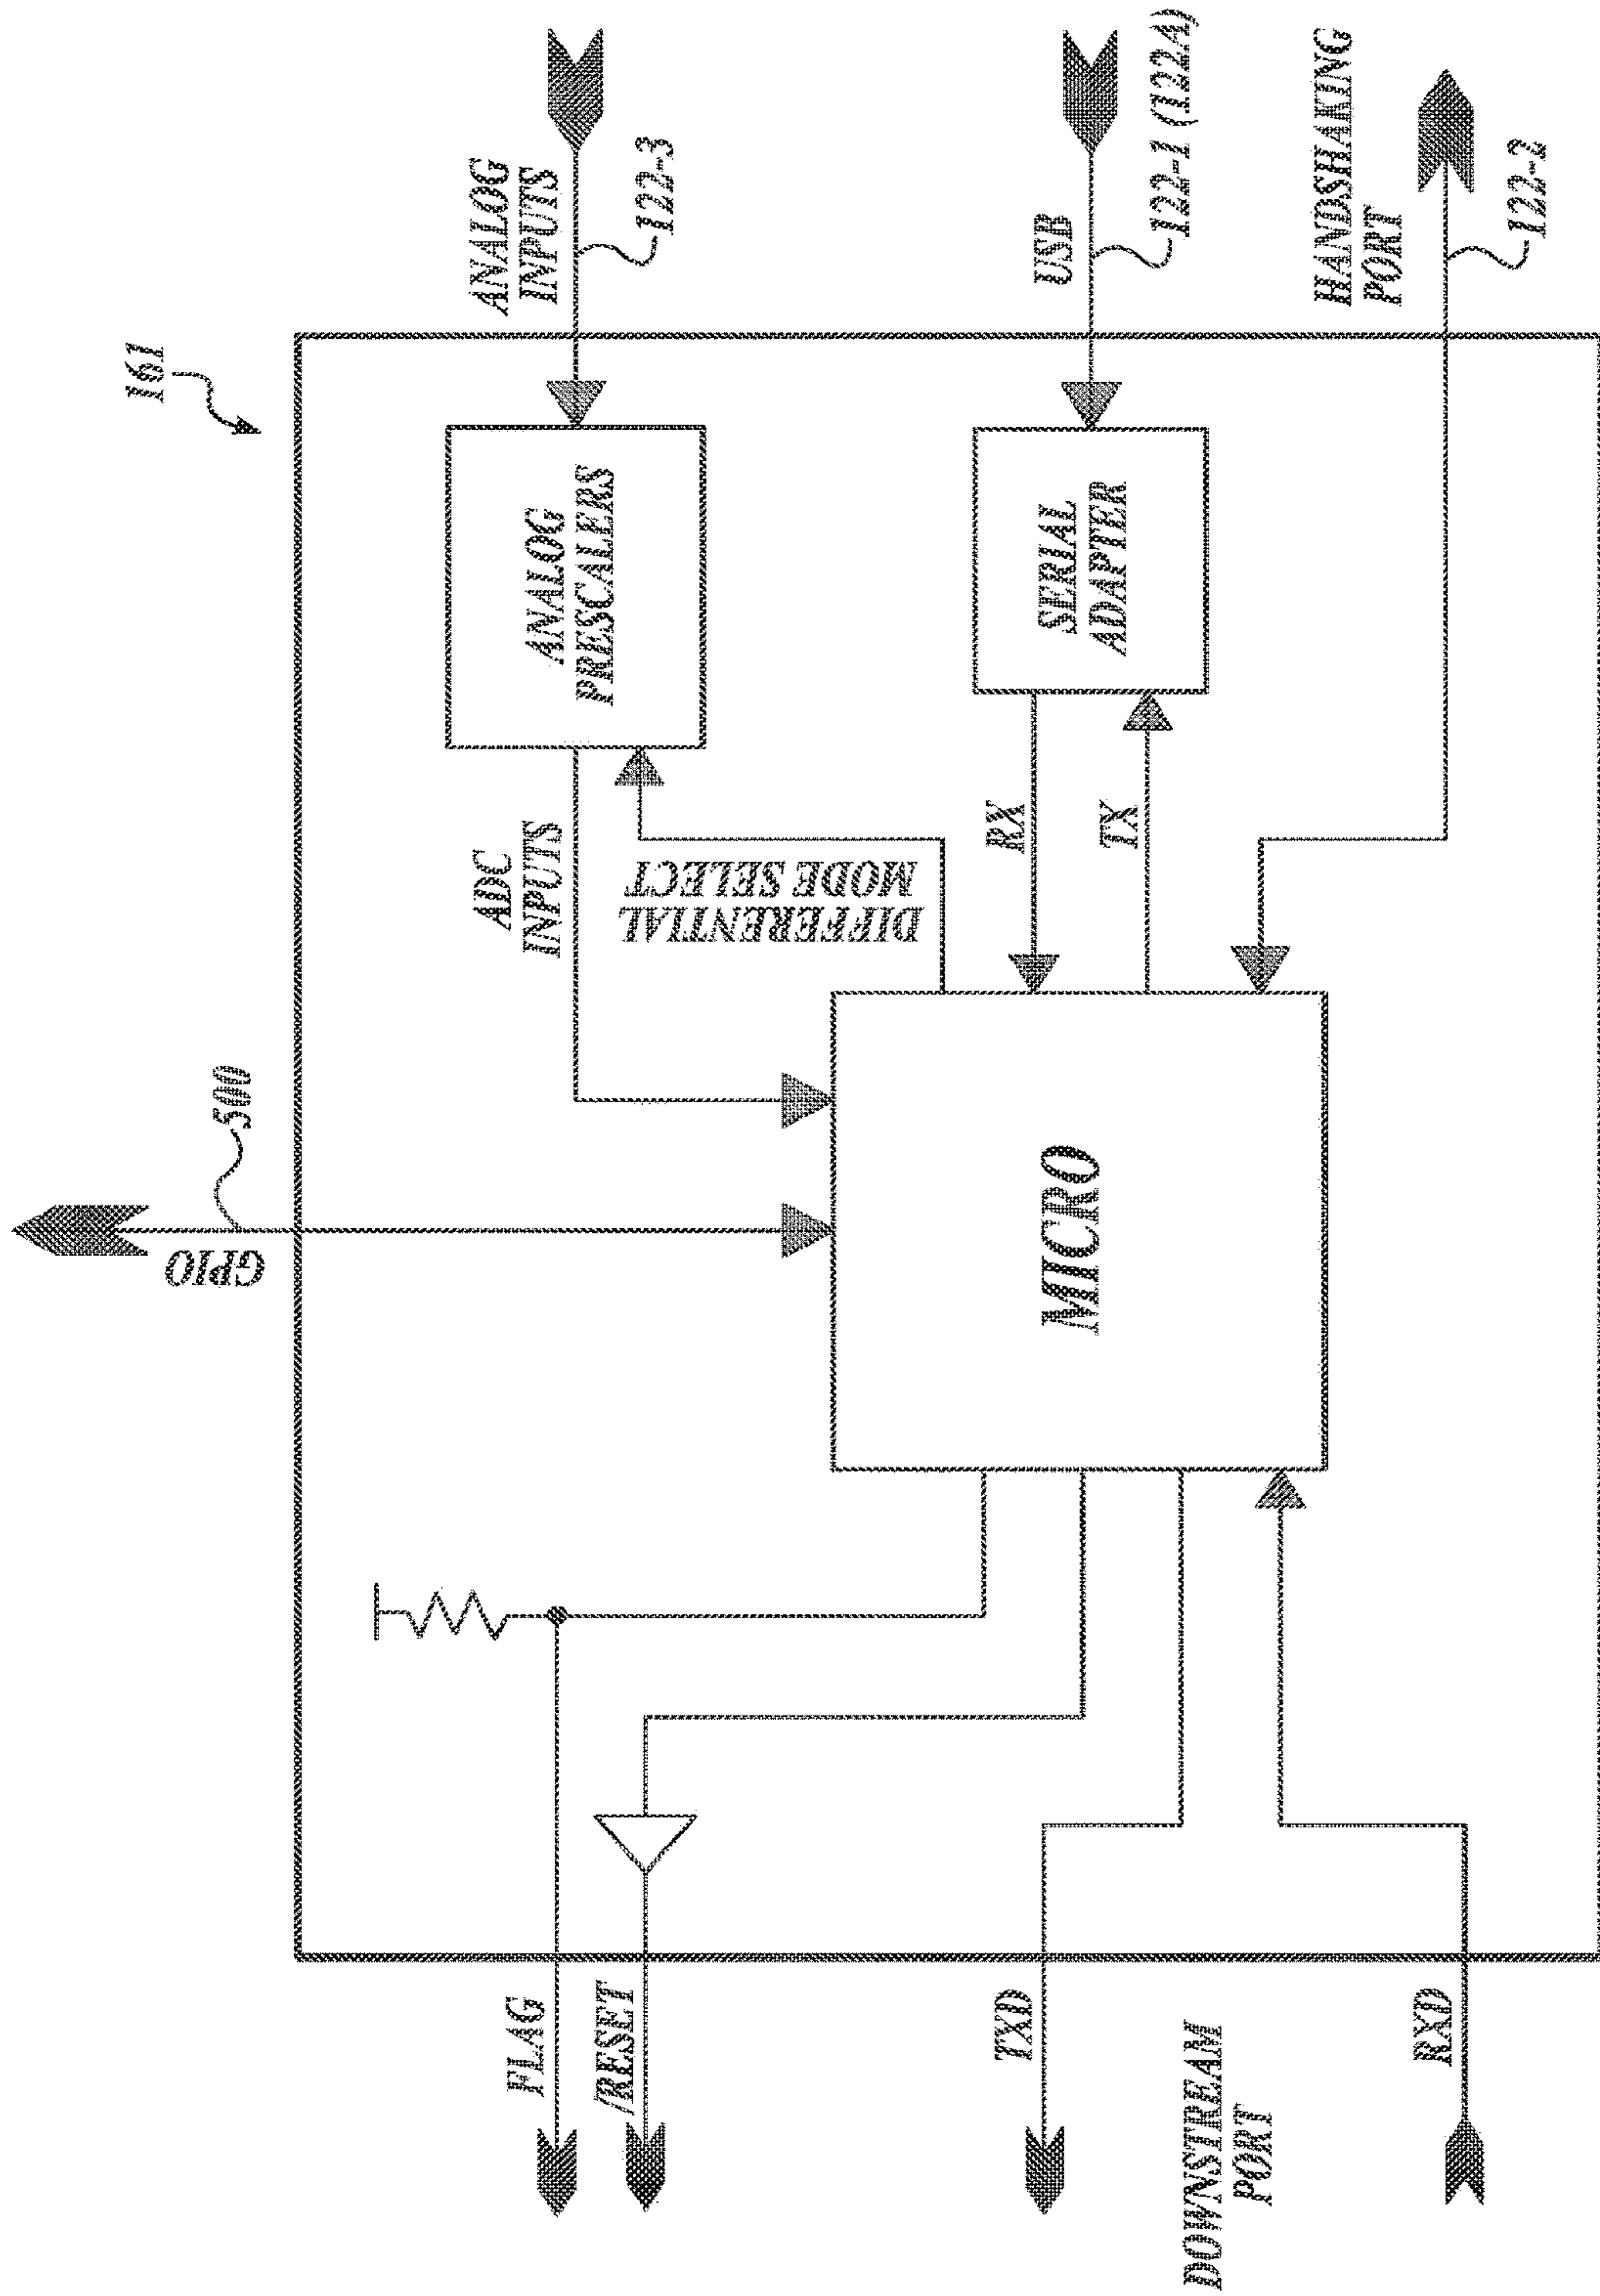 161
ANALOG
INPUTS
122-3
USB
122-1 (122A)
HANDSHAKING
PORT
122-2
ANALOG
PRESCALERS
SERIAL
ADAPTER
ADC
INPUTS
DIFFERENTIAL
MODE SELECT
RX
TX
500
GPIO
MICRO
FLAG
/RESET
TXD
DOWNSTREAM
PORT
RXD